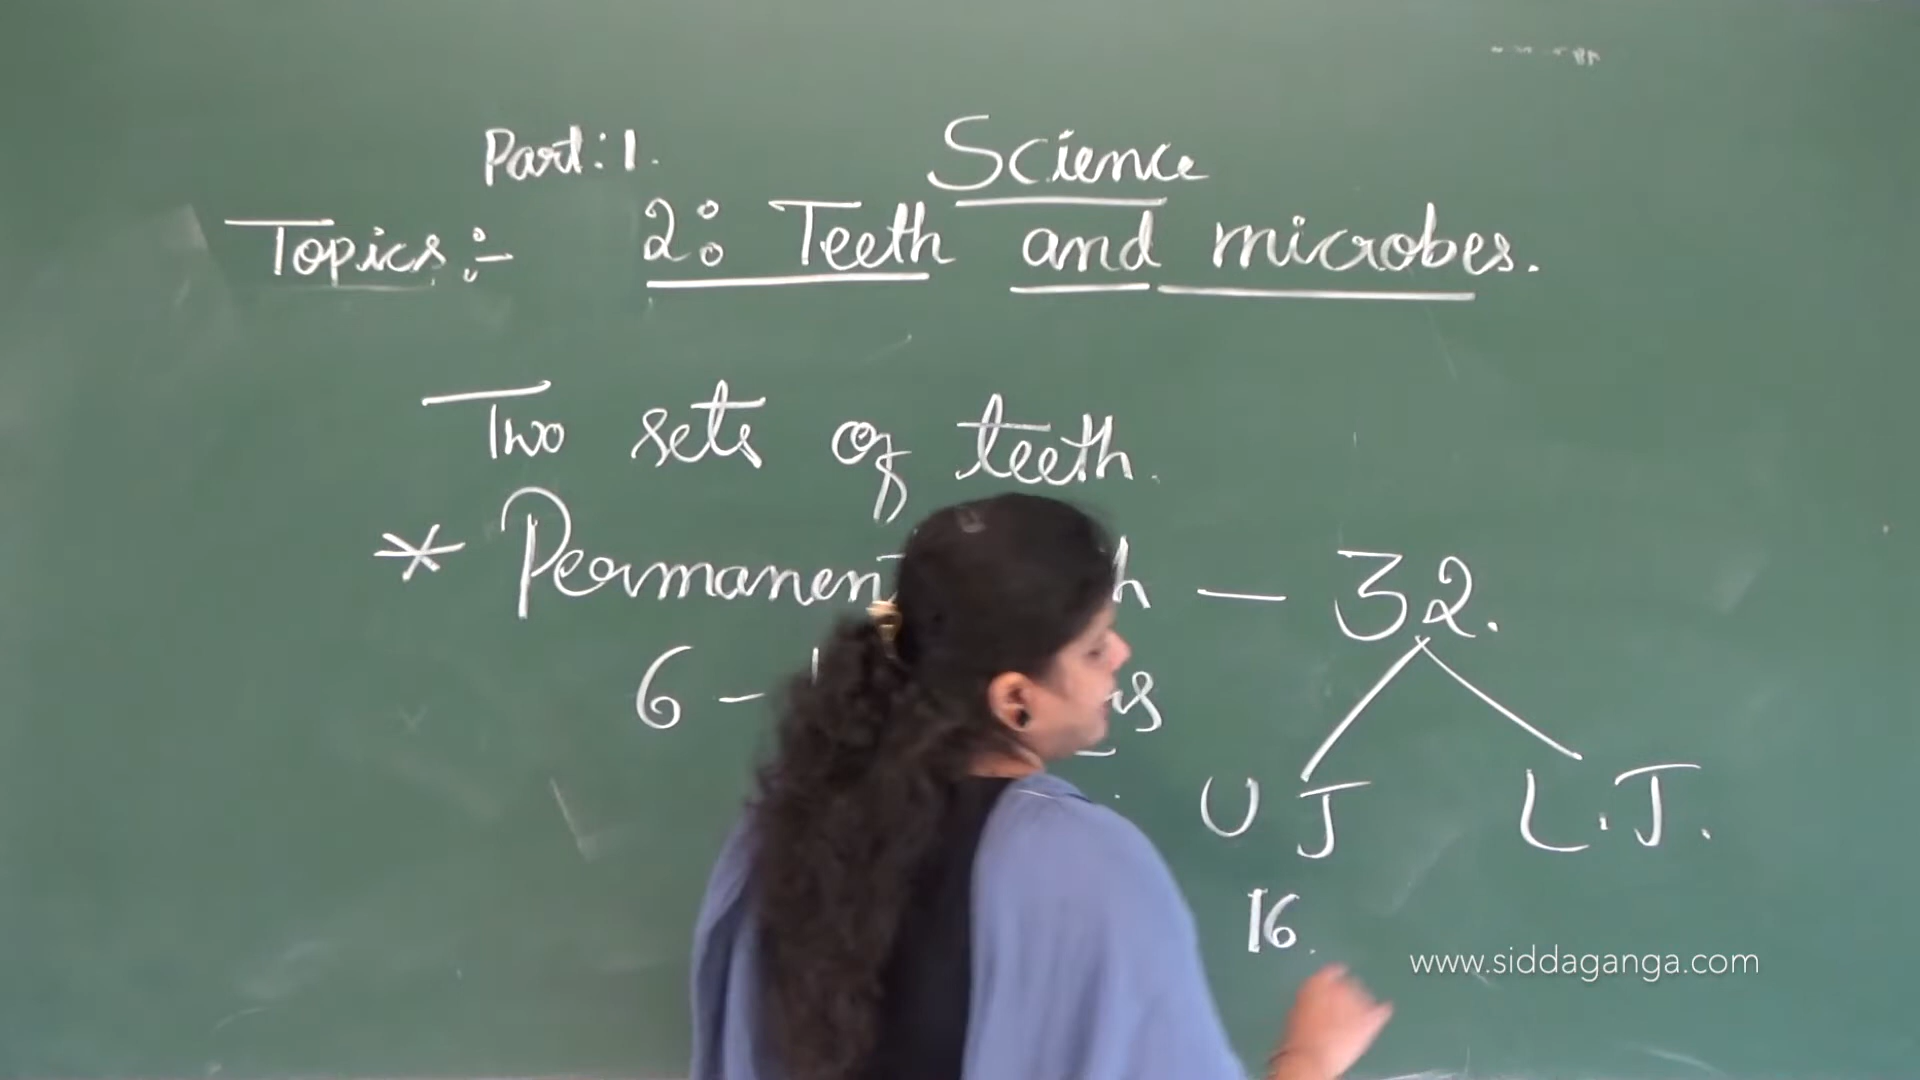 Part: 1. Science
Topics :- 2: Teeth and microbes.
Two sets of teeth.
* Permanent — 32.
6 –
U J L.J.
16.
www.siddaganga.com